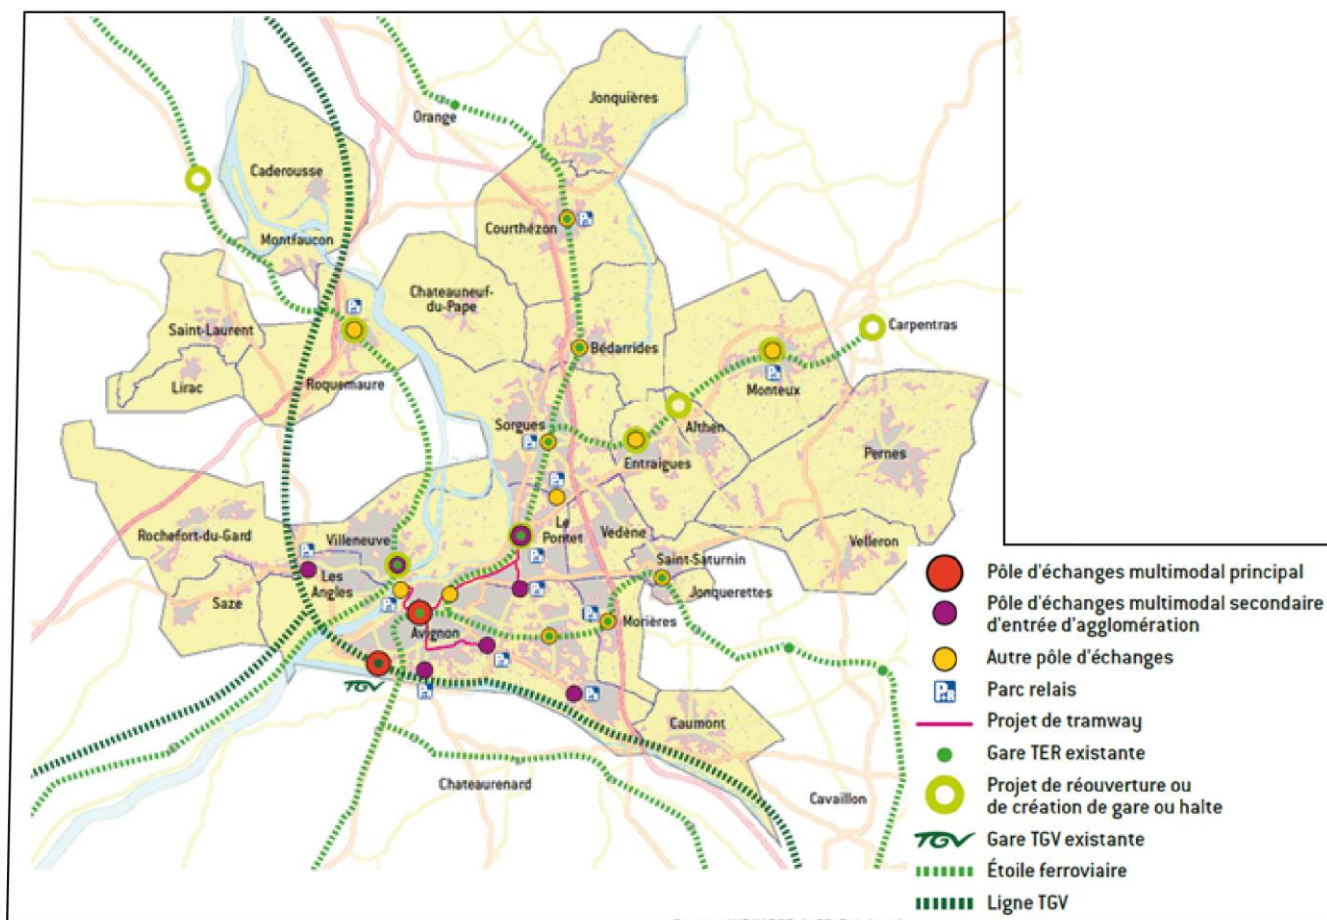 Jonquières
Orange
Caderousse
Courthézon
P+R
Montfaucon
Chateauneuf-
du-Pape
P+R
Saint-Laurent
Carpentras
Bédarrides
Lirac
Roquemaure
Monteux
P+R
Sorgues
P+R
Althen
Entraigues
Pernes
P+R
Le
Pontet
Vedène
Rochefort-du-Gard
Villeneuve
Velleron
P+R
P+R
Saint-Saturnin
Les
Angles
Saze
P+R
P+R
Jonquerettes
P+R
Morières
Avignon
P+R
TGV
P+R
P+R
Caumont
Chateaurenard
Cavaillon
Pôle d'échanges multimodal principal
Pôle d'échanges multimodal secondaire
d'entrée d'agglomération
Autre pôle d'échanges
P+R Parc relais
Projet de tramway
Gare TER existante
Projet de réouverture ou
de création de gare ou halte
TGV Gare TGV existante
Étoile ferroviaire
Ligne TGV